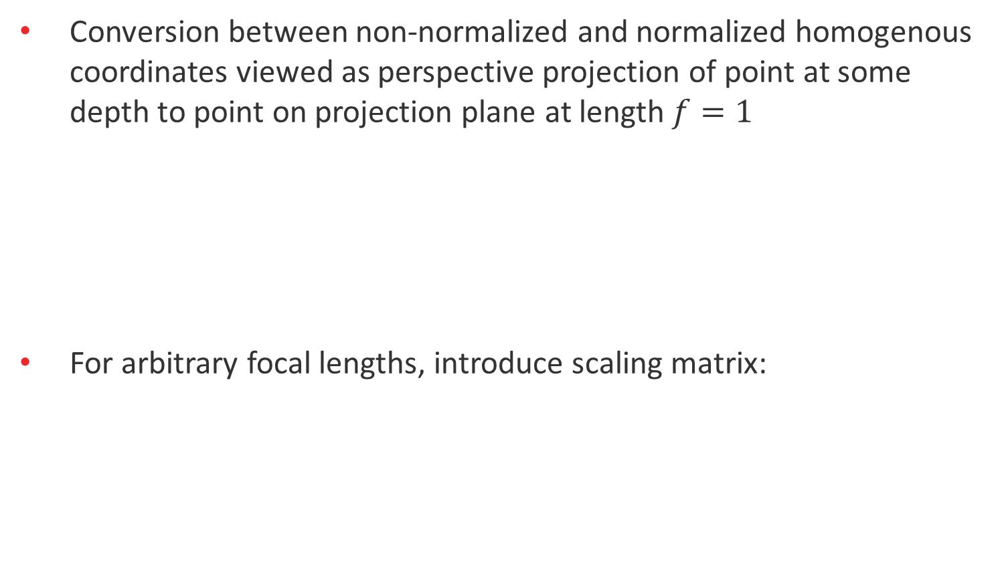 • Conversion between non-normalized and normalized homogenous
coordinates viewed as perspective projection of point at some
depth to point on projection plane at length 𝑓 = 1
• For arbitrary focal lengths, introduce scaling matrix: